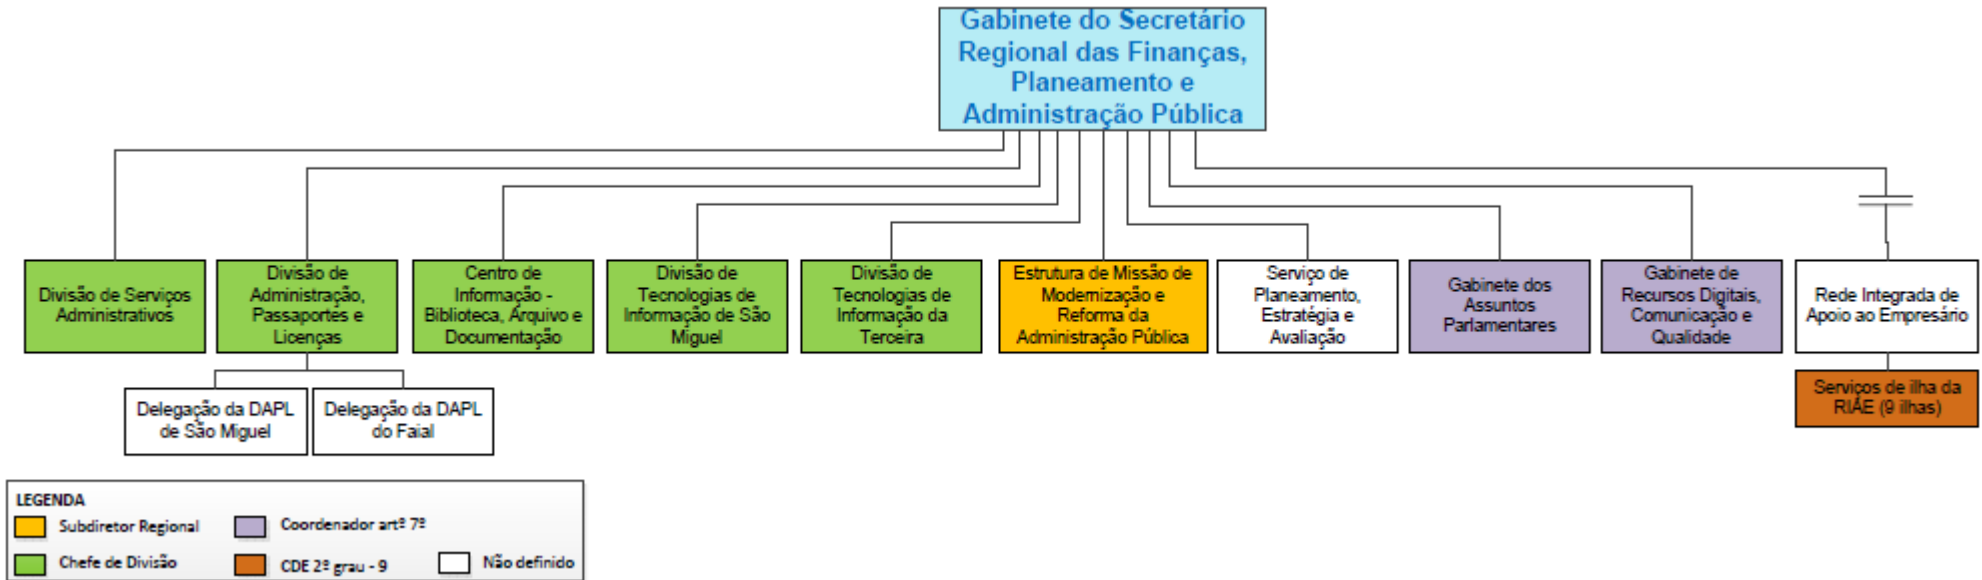 Gabinete do Secretário
Regional das Finanças,
Planeamento e
Administração Pública
Divisão de Serviços
Administrativos
Divisão de
Administração,
Passaportes e
Licenças
Centro de
Informação -
Biblioteca, Arquivo e
Documentação
Divisão de
Tecnologias de
Informação de São
Miguel
Divisão de
Tecnologias de
Informação da
Terceira
Estrutura de Missão de
Modernização e
Reforma da
Administração Pública
Serviço de
Planeamento,
Estratégia e
Avaliação
Gabinete dos
Assuntos
Parlamentares
Gabinete de
Recursos Digitais,
Comunicação e
Qualidade
Rede Integrada de
Apoio ao Empresário
Delegação da DAPL
de São Miguel
Delegação da DAPL
do Faial
Serviços de ilha da
RIAE (9 ilhas)
LEGENDA
Subdiretor Regional
Coordenador artº 7º
Chefe de Divisão
CDE 2º grau - 9
Não definido